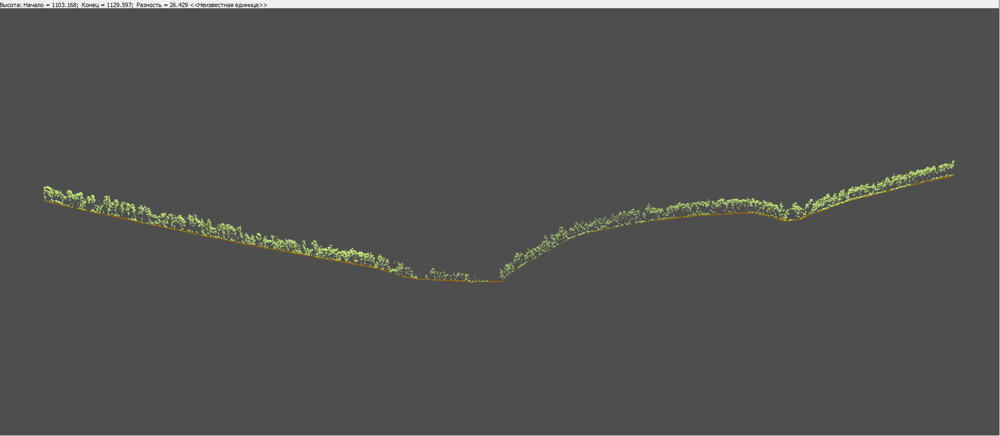 Высота: Начало = 1103.168; Конец = 1129.597; Разность = 26.429 <<Неизвестная единица>>